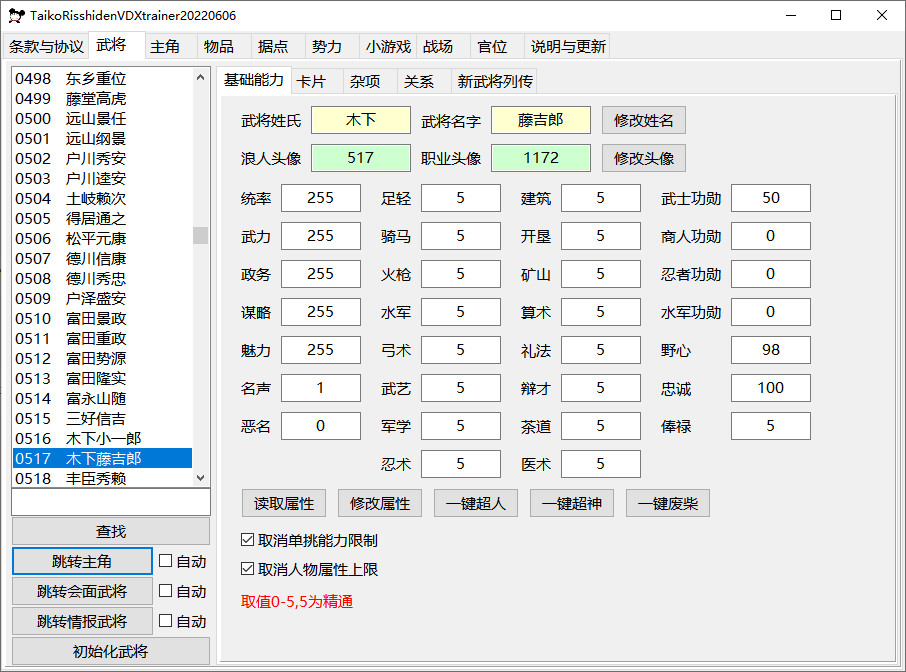 TaikoRisshidenVDXtrainer20220606
条款与协议 武将 主角 物品 据点 势力 小游戏 战场 官位 说明与更新
0498 东乡重位
0499 藤堂高虎
0500 远山景任
0501 远山纲景
0502 户川秀安
0503 户川逵安
0504 土岐赖次
0505 得居通之
0506 松平元康
0507 德川信康
0508 德川秀忠
0509 户泽盛安
0510 富田景政
0511 富田重政
0512 富田势源
0513 富田隆实
0514 富永山随
0515 三好信吉
0516 木下小一郎
0517 木下藤吉郎
0518 丰臣秀赖
查找
跳转主角 自动
跳转会面武将 自动
跳转情报武将 自动
初始化武将
基础能力 卡片 杂项 关系 新武将列传
武将姓氏 木下 武将名字 藤吉郎 修改姓名
浪人头像 517 职业头像 1172 修改头像
统率 255 足轻 5 建筑 5 武士功勋 50
武力 255 骑马 5 开垦 5 商人功勋 0
政务 255 火枪 5 矿山 5 忍者功勋 0
谋略 255 水军 5 算术 5 水军功勋 0
魅力 255 弓术 5 礼法 5 野心 98
名声 1 武艺 5 辩才 5 忠诚 100
恶名 0 军学 5 茶道 5 俸禄 5
忍术 5 医术 5
读取属性 修改属性 一键超人 一键超神 一键废柴
取消单挑能力限制
取消人物属性上限
取值0-5,5为精通